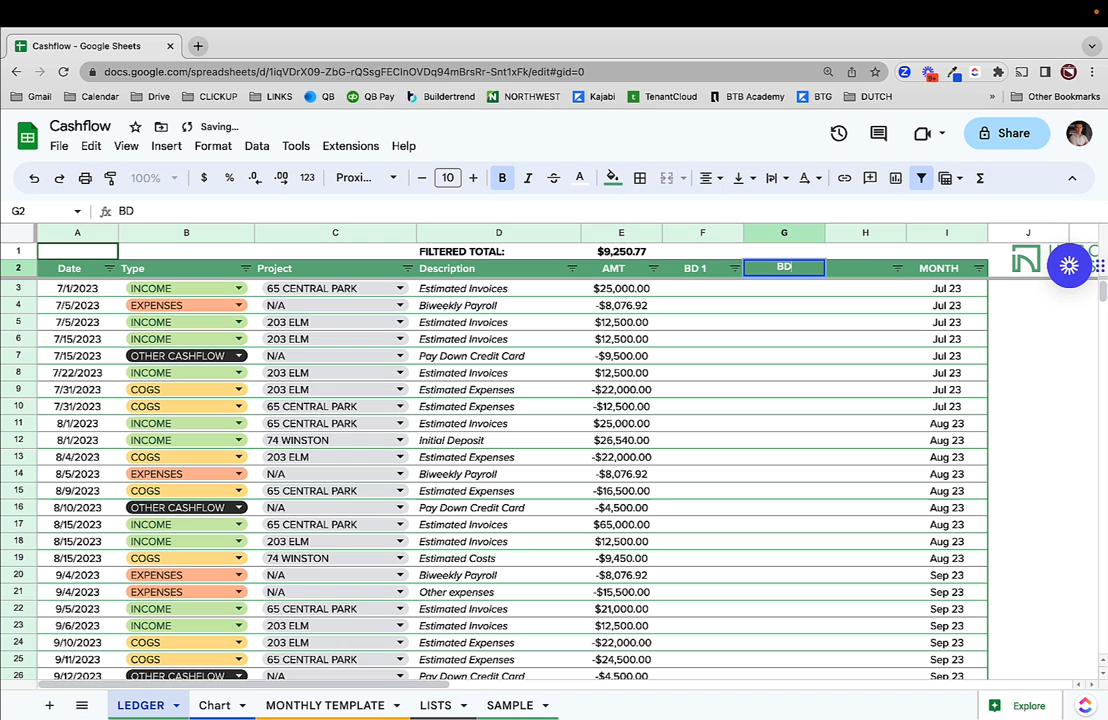 Cashflow - Google Sheets
docs.google.com/spreadsheets/d/1iqVDrX09-ZbG-rQSsgFEClnOVDq94mBrsRr-Snt1xFk/edit#gid=0
Gmail Calendar Drive CLICKUP LINKS QB QB Pay Buildertrend NORTHWEST Kajabi TenantCloud BTB Academy BTG DUTCH » Other Bookmarks
Cashflow Saving...
File Edit View Insert Format Data Tools Extensions Help Share
100% $ % .0 .00 123 Proxi... 10 B I A
G2 fx BD
A B C D E F G H I J
1 FILTERED TOTAL: $9,250.77
2 Date Type Project Description AMT BD 1 BD MONTH
3 7/1/2023 INCOME 65 CENTRAL PARK Estimated Invoices $25,000.00 Jul 23
4 7/5/2023 EXPENSES N/A Biweekly Payroll -$8,076.92 Jul 23
5 7/5/2023 INCOME 203 ELM Estimated Invoices $12,500.00 Jul 23
6 7/15/2023 INCOME 203 ELM Estimated Invoices $12,500.00 Jul 23
7 7/15/2023 OTHER CASHFLOW N/A Pay Down Credit Card -$9,500.00 Jul 23
8 7/22/2023 INCOME 203 ELM Estimated Invoices $12,500.00 Jul 23
9 7/31/2023 COGS 203 ELM Estimated Expenses -$22,000.00 Jul 23
10 7/31/2023 COGS 65 CENTRAL PARK Estimated Expenses -$12,500.00 Jul 23
11 8/1/2023 INCOME 65 CENTRAL PARK Estimated Invoices $25,000.00 Aug 23
12 8/1/2023 INCOME 74 WINSTON Initial Deposit $26,540.00 Aug 23
13 8/4/2023 COGS 203 ELM Estimated Expenses -$22,000.00 Aug 23
14 8/5/2023 EXPENSES N/A Biweekly Payroll -$8,076.92 Aug 23
15 8/9/2023 COGS 65 CENTRAL PARK Estimated Expenses -$16,500.00 Aug 23
16 8/10/2023 OTHER CASHFLOW N/A Pay Down Credit Card -$4,500.00 Aug 23
17 8/15/2023 INCOME 65 CENTRAL PARK Estimated Invoices $65,000.00 Aug 23
18 8/15/2023 INCOME 203 ELM Estimated Invoices $12,500.00 Aug 23
19 8/15/2023 COGS 74 WINSTON Estimated Costs -$9,450.00 Aug 23
20 9/4/2023 EXPENSES N/A Biweekly Payroll -$8,076.92 Sep 23
21 9/4/2023 EXPENSES N/A Other expenses -$15,500.00 Sep 23
22 9/5/2023 INCOME 65 CENTRAL PARK Estimated Invoices $21,000.00 Sep 23
23 9/6/2023 INCOME 203 ELM Estimated Invoices $12,500.00 Sep 23
24 9/10/2023 COGS 203 ELM Estimated Expenses -$22,000.00 Sep 23
25 9/11/2023 COGS 65 CENTRAL PARK Estimated Expenses -$24,500.00 Sep 23
26 9/12/2023 OTHER CASHFLOW N/A Pay Down Credit Card -$4,500.00 Sep 23
LEDGER Chart MONTHLY TEMPLATE LISTS SAMPLE Explore